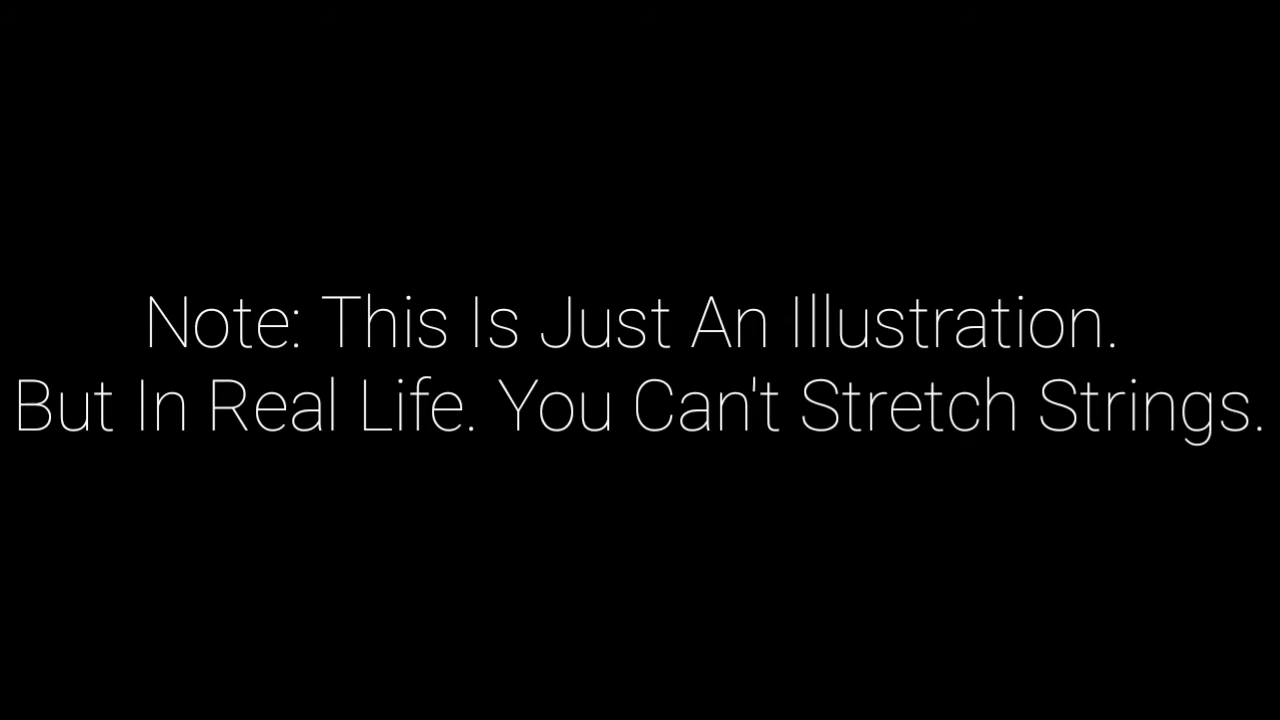 Note: This Is Just An Illustration.
But In Real Life. You Can't Stretch Strings.